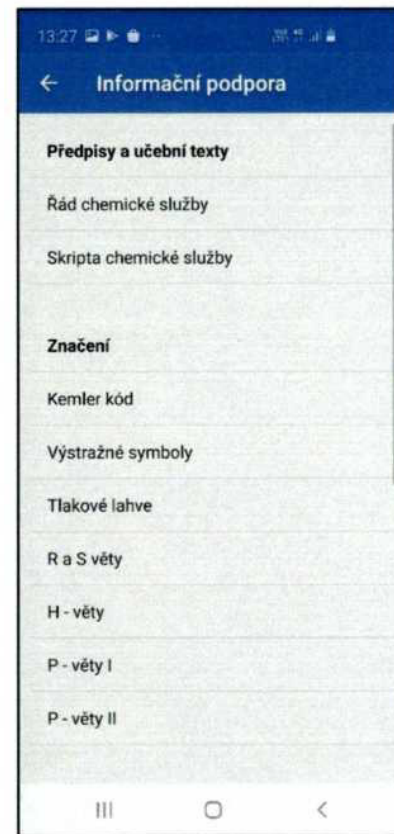 13:27
← Informační podpora
Předpisy a učební texty
Řád chemické služby
Skripta chemické služby
Značení
Kemler kód
Výstražné symboly
Tlakové lahve
R a S věty
H - věty
P - věty I
P - věty II